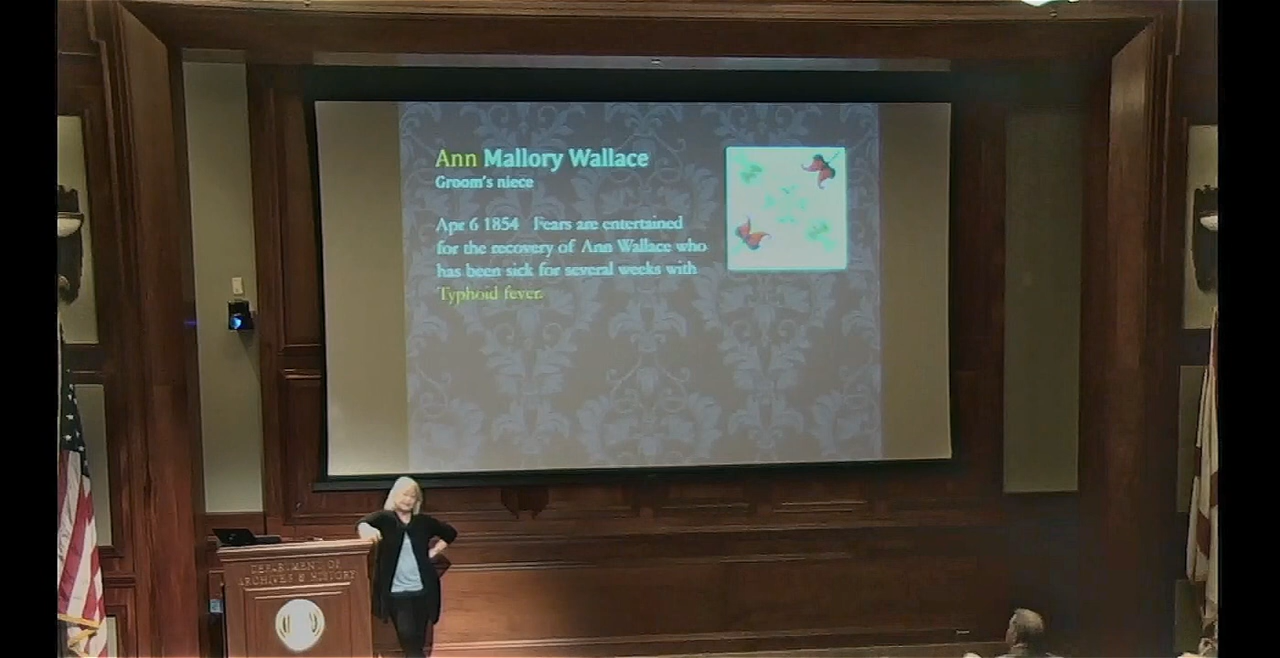 Ann Mallory Wallace
Groom's niece
Apr 6 1854 Fears are entertained
for the recovery of Ann Wallace who
has been sick for several weeks with
Typhoid fever.
DEPARTMENT OF
ARCHIVES & HISTORY